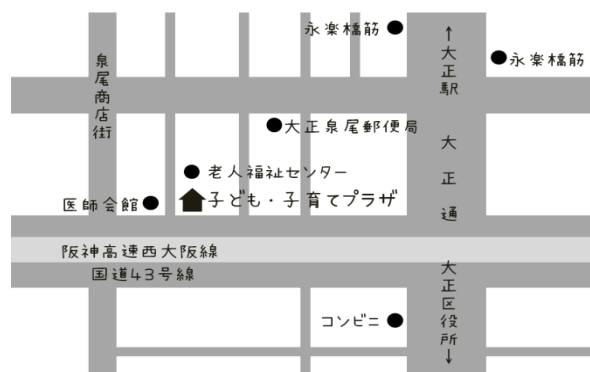 永楽橋筋
↑大正駅
永楽橋筋
泉尾商店街
大正泉尾郵便局
大正通
老人福祉センター
子ども・子育てプラザ
医師会館
阪神高速西大阪線
国道43号線
大正区役所↓
コンビニ